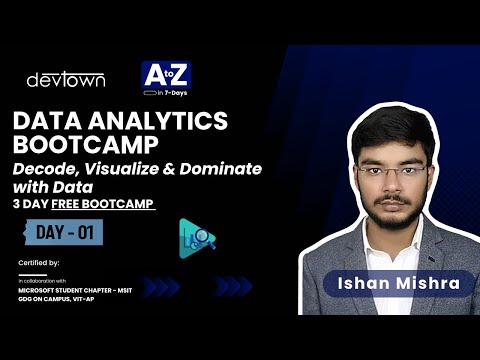 devtown
A to Z
in 7-Days
DATA ANALYTICS
BOOTCAMP
Decode, Visualize & Dominate
with Data
3 DAY FREE BOOTCAMP
DAY - 01
Certified by:
in collaboration with
MICROSOFT STUDENT CHAPTER - MSIT
GDG ON CAMPUS, VIT-AP
Ishan Mishra